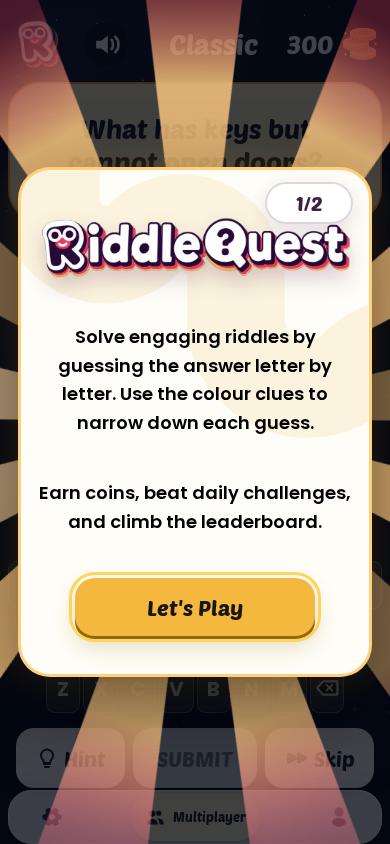 Classic 300
What has keys but
cannot open doors?
1/2
Riddle Quest
Solve engaging riddles by
guessing the answer letter by
letter. Use the colour clues to
narrow down each guess.
Earn coins, beat daily challenges,
and climb the leaderboard.
Let's Play
Z X C V B N M
Hint SUBMIT Skip
Multiplayer